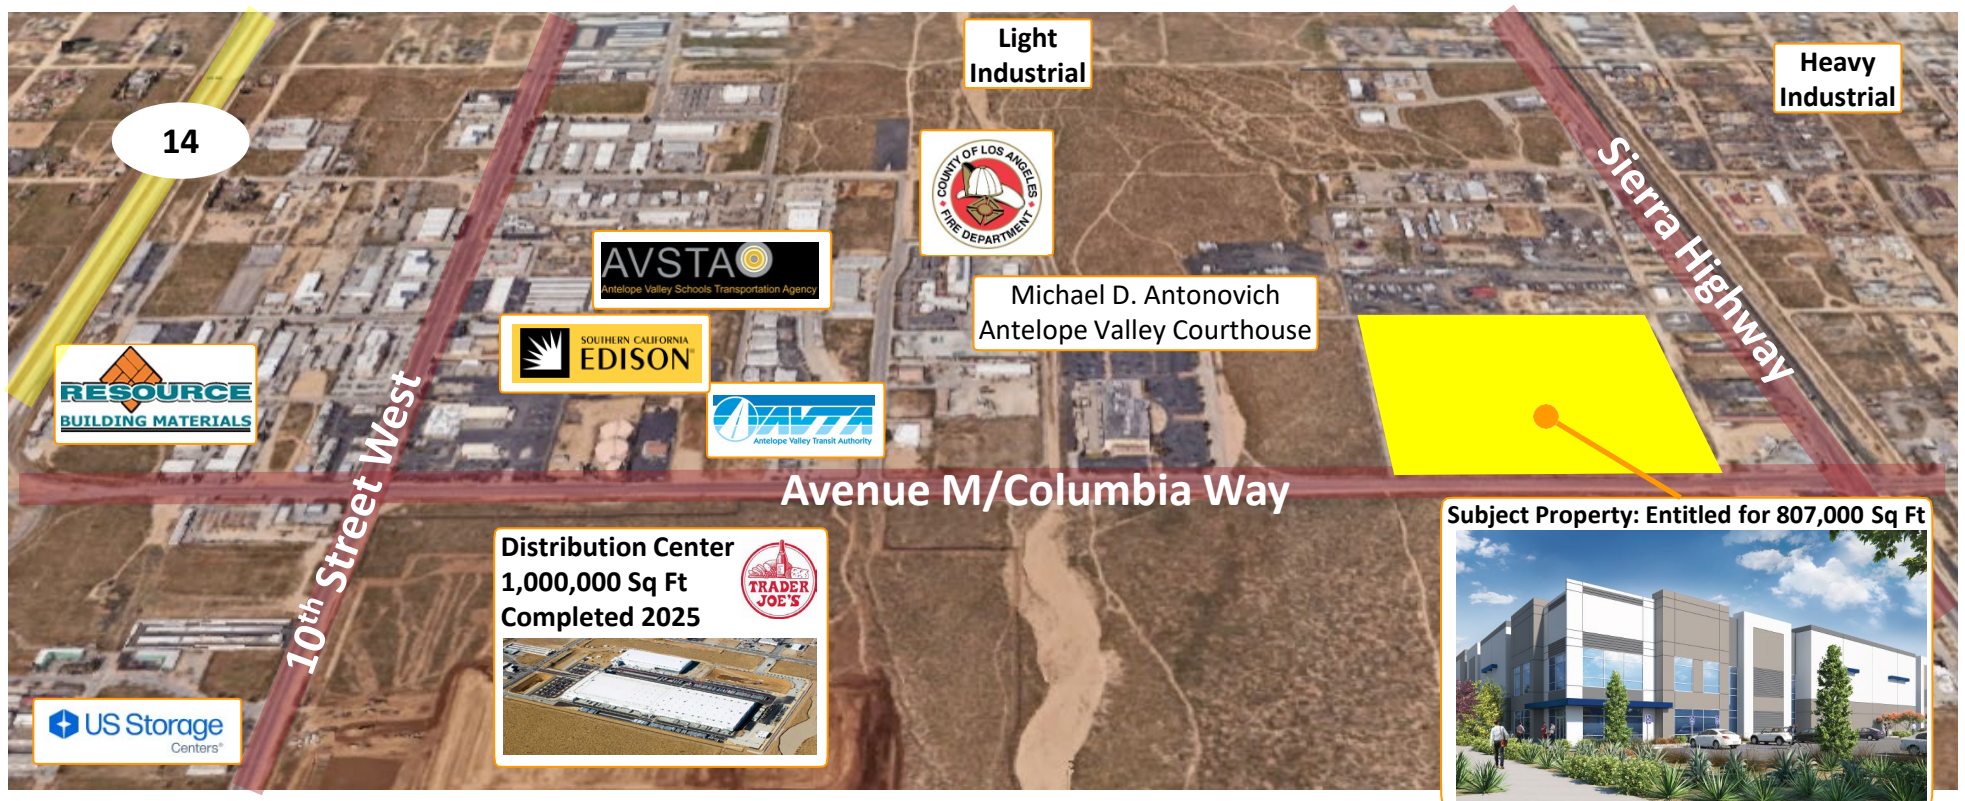 Light
Industrial
Heavy
Industrial
14
COUNTY OF LOS ANGELES
FIRE DEPARTMENT
Sierra Highway
AVSTA
Antelope Valley Schools Transportation Agency
Michael D. Antonovich
Antelope Valley Courthouse
SOUTHERN CALIFORNIA
EDISON®
RESOURCE
BUILDING MATERIALS
AVTA
Antelope Valley Transit Authority
10th Street West
Avenue M/Columbia Way
Subject Property: Entitled for 807,000 Sq Ft
Distribution Center
1,000,000 Sq Ft
Completed 2025
TRADER
JOE'S
US Storage
Centers®